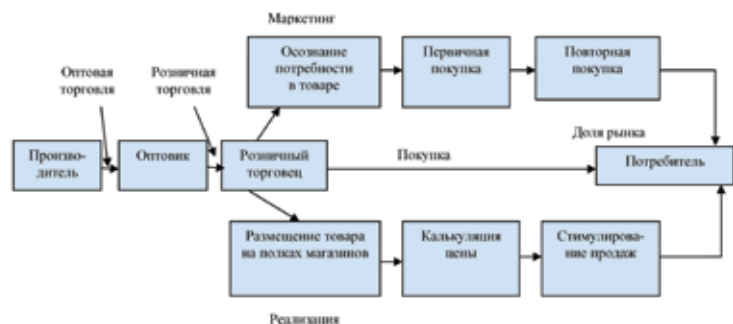 Маркетинг
Осознание
потребности
в товаре
Первичная
покупка
Повторная
покупка
Оптовая
торговля
Розничная
торговля
Доля рынка
Произво-
дитель
Оптовик
Розничный
торговец
Покупка
Потребитель
Размещение товара
на полках магазинов
Калькуляция
цены
Стимулирова-
ние продаж
Реализация